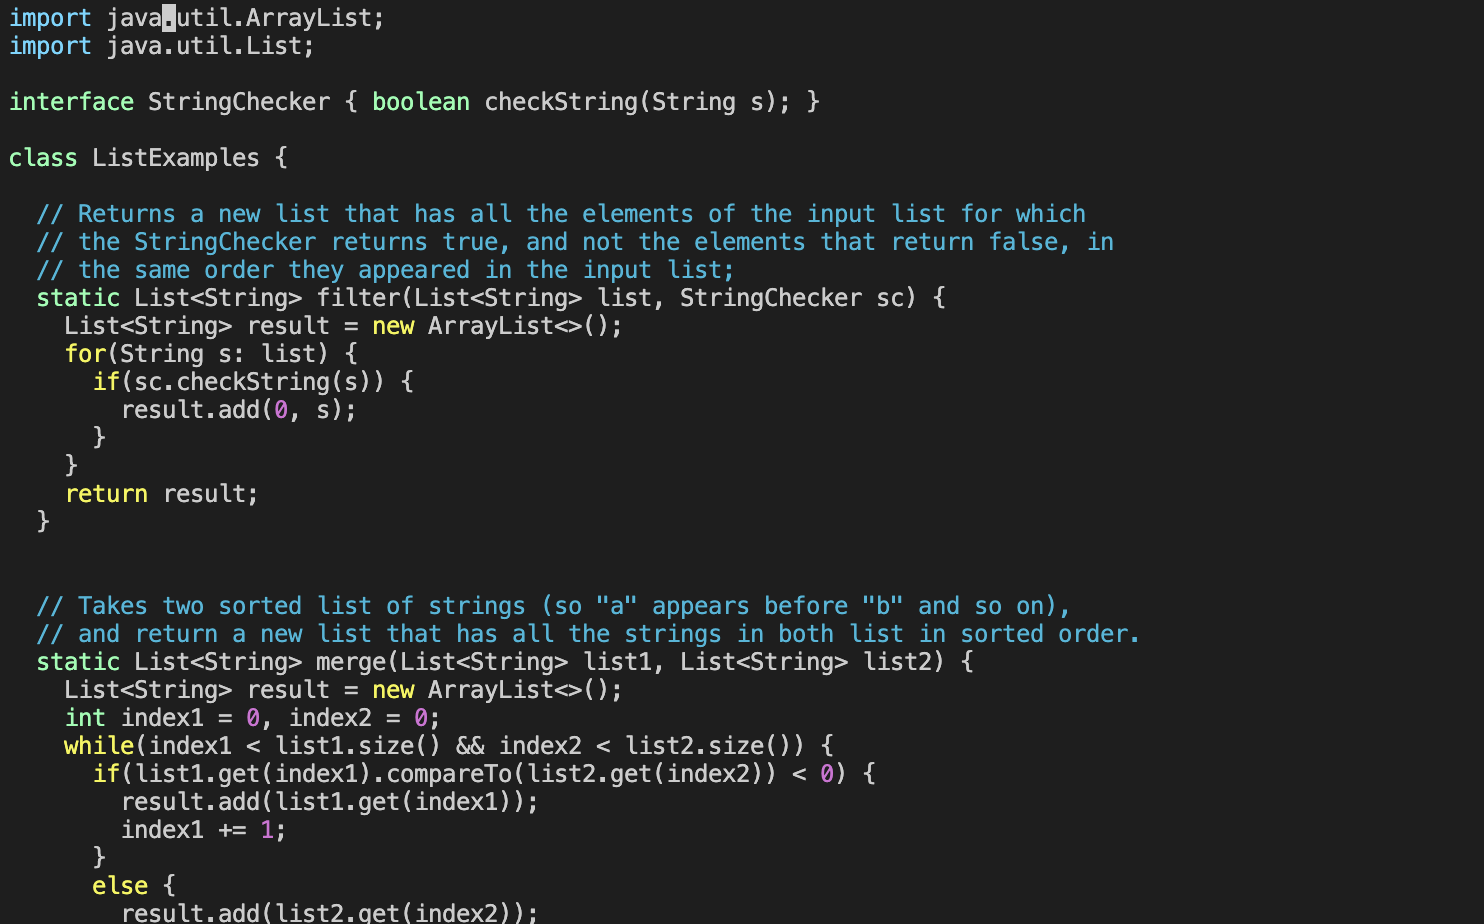 import java.util.ArrayList;
import java.util.List;

interface StringChecker { boolean checkString(String s); }

class ListExamples {

  // Returns a new list that has all the elements of the input list for which
  // the StringChecker returns true, and not the elements that return false, in
  // the same order they appeared in the input list;
  static List<String> filter(List<String> list, StringChecker sc) {
    List<String> result = new ArrayList<>();
    for(String s: list) {
      if(sc.checkString(s)) {
        result.add(0, s);
      }
    }
    return result;
  }


  // Takes two sorted list of strings (so "a" appears before "b" and so on),
  // and return a new list that has all the strings in both list in sorted order.
  static List<String> merge(List<String> list1, List<String> list2) {
    List<String> result = new ArrayList<>();
    int index1 = 0, index2 = 0;
    while(index1 < list1.size() && index2 < list2.size()) {
      if(list1.get(index1).compareTo(list2.get(index2)) < 0) {
        result.add(list1.get(index1));
        index1 += 1;
      }
      else {
        result.add(list2.get(index2));